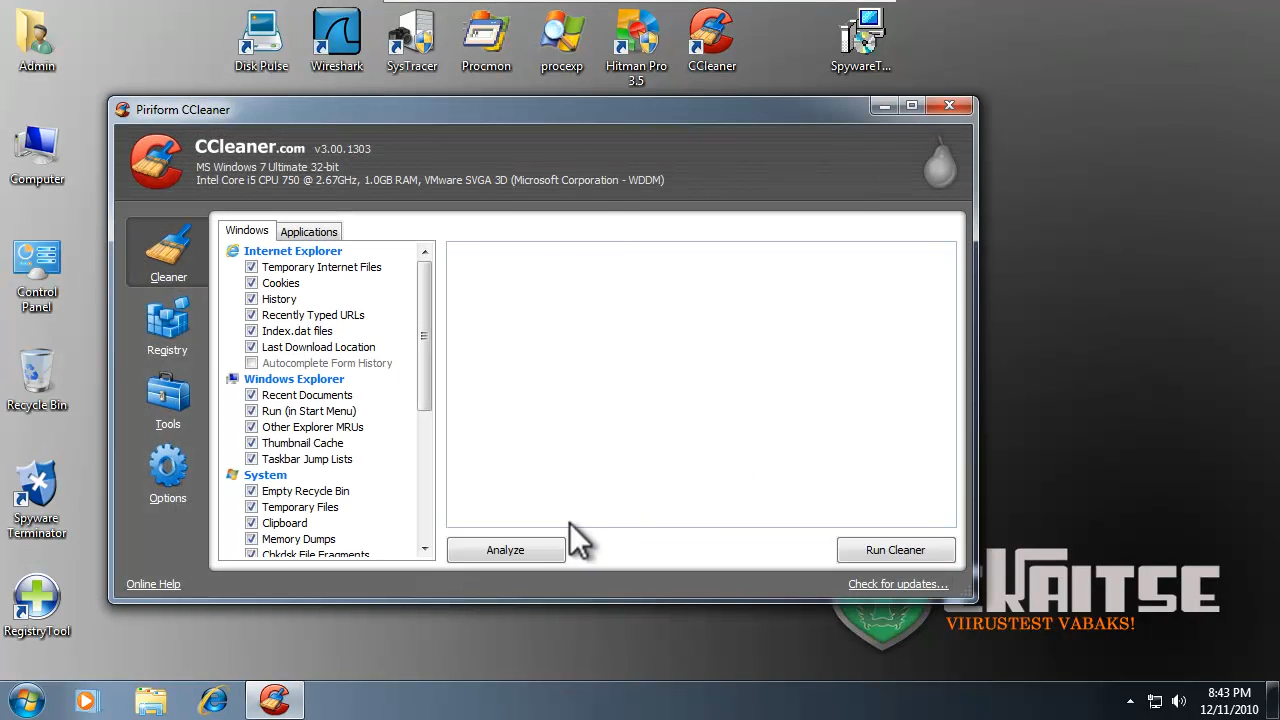 Admin
Disk Pulse
Wireshark
SysTracer
Procmon
procexp
Hitman Pro
3.5
CCleaner
SpywareT...
Computer
Control
Panel
Recycle Bin
Spyware
Terminator
RegistryTool
Piriform CCleaner
CCleaner.com v3.00.1303
MS Windows 7 Ultimate 32-bit
Intel Core i5 CPU 750 @ 2.67GHz, 1.0GB RAM, VMware SVGA 3D (Microsoft Corporation - WDDM)
Cleaner
Registry
Tools
Options
Windows
Applications
Internet Explorer
Temporary Internet Files
Cookies
History
Recently Typed URLs
Index.dat files
Last Download Location
Autocomplete Form History
Windows Explorer
Recent Documents
Run (in Start Menu)
Other Explorer MRUs
Thumbnail Cache
Taskbar Jump Lists
System
Empty Recycle Bin
Temporary Files
Clipboard
Memory Dumps
Chkdsk File Fragments
Analyze
Run Cleaner
Online Help
Check for updates...
KAITSE
VIIRUSTEST VABAKS!
8:43 PM
12/11/2010